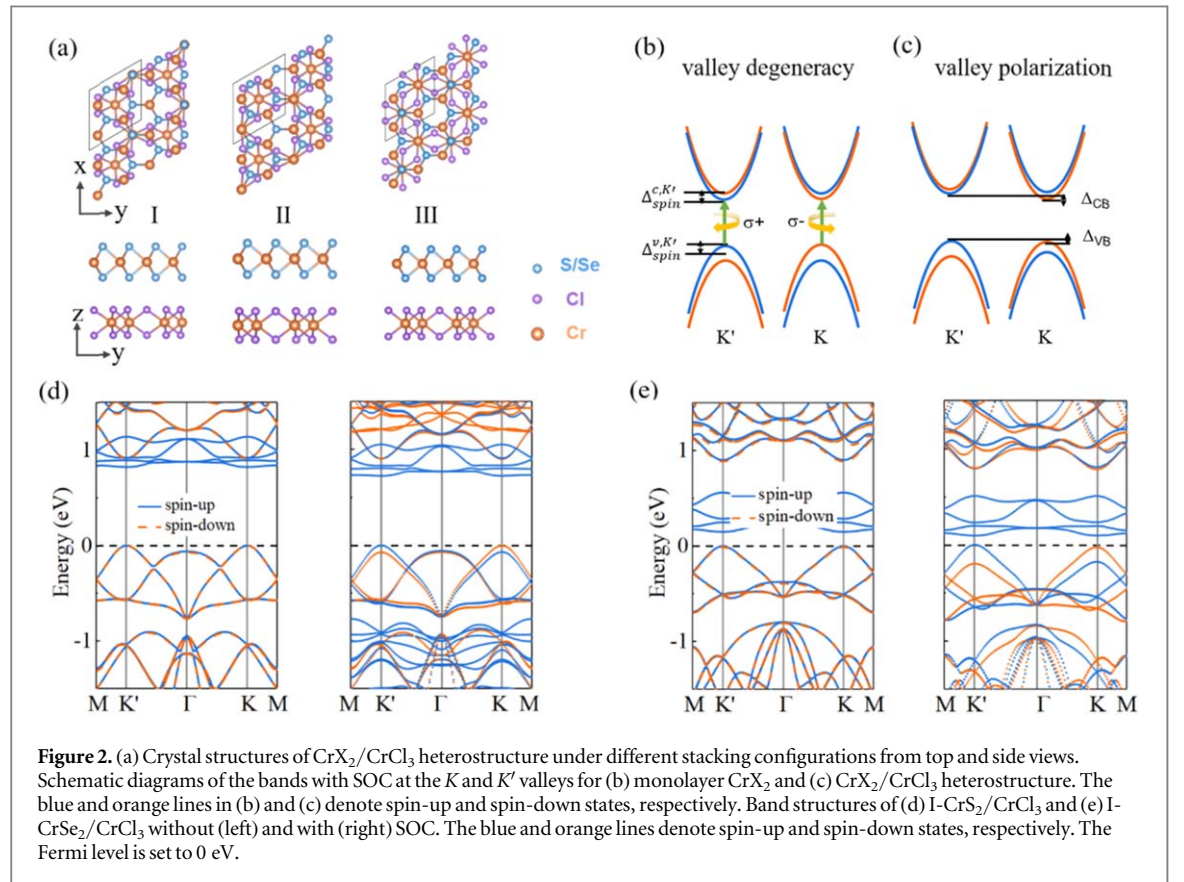 (a)
x
y
I
II
III
z
y
S/Se
Cl
Cr
(b)
valley degeneracy
Δ^{c,K′}_{spin}
Δ^{v,K′}_{spin}
σ+
σ-
K'
K
(c)
valley polarization
Δ_{CB}
Δ_{VB}
K'
K
(d)
Energy (eV)
1
0
-1
spin-up
spin-down
M K' Γ K M
M K' Γ K M
(e)
Energy (eV)
1
0
-1
spin-up
spin-down
M K' Γ K M
M K' Γ K M
Figure 2. (a) Crystal structures of CrX₂/CrCl₃ heterostructure under different stacking configurations from top and side views.
Schematic diagrams of the bands with SOC at the K and K′ valleys for (b) monolayer CrX₂ and (c) CrX₂/CrCl₃ heterostructure. The
blue and orange lines in (b) and (c) denote spin-up and spin-down states, respectively. Band structures of (d) I-CrS₂/CrCl₃ and (e) I-
CrSe₂/CrCl₃ without (left) and with (right) SOC. The blue and orange lines denote spin-up and spin-down states, respectively. The
Fermi level is set to 0 eV.